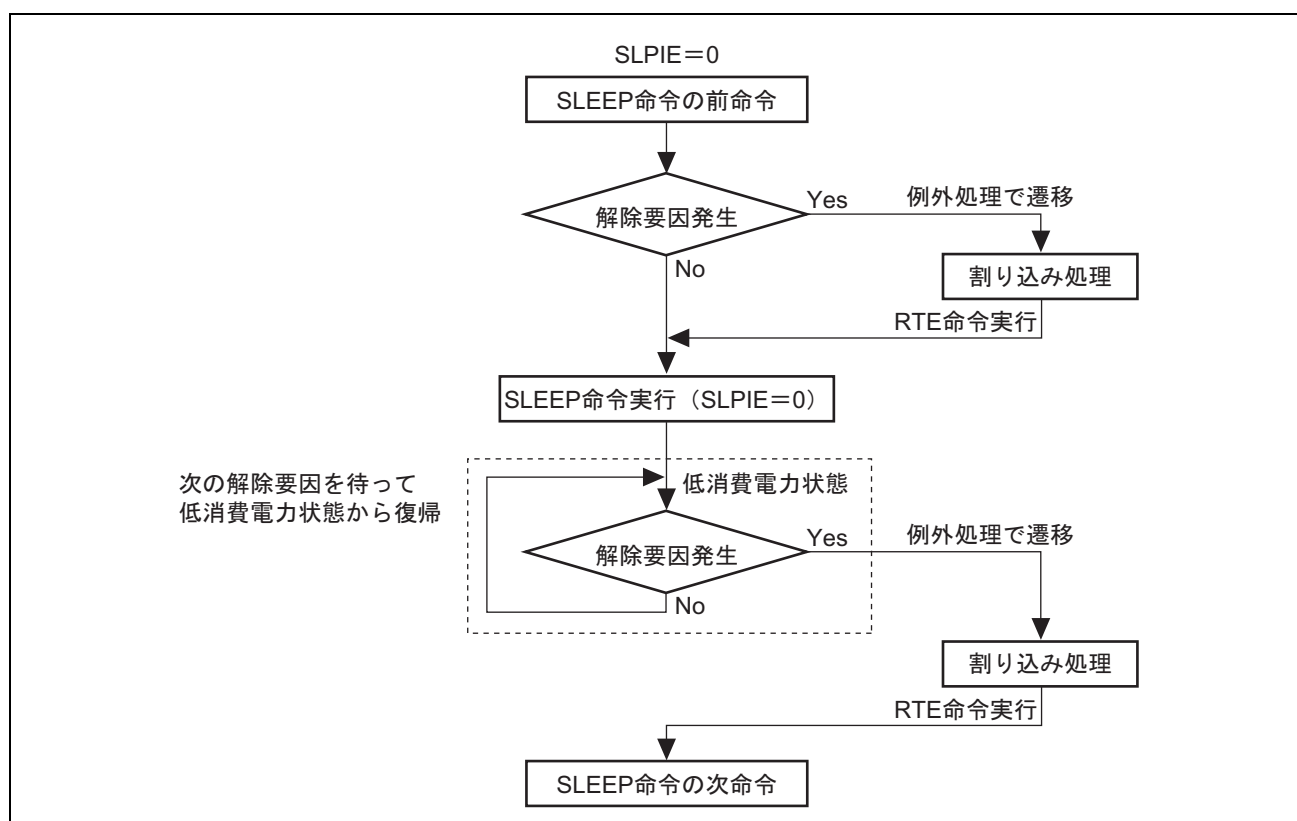 SLPIE=0
SLEEP命令の前命令
解除要因発生
Yes
例外処理で遷移
No
割り込み処理
RTE命令実行
SLEEP命令実行（SLPIE=0）
次の解除要因を待って
低消費電力状態から復帰
低消費電力状態
解除要因発生
Yes
例外処理で遷移
No
割り込み処理
RTE命令実行
SLEEP命令の次命令